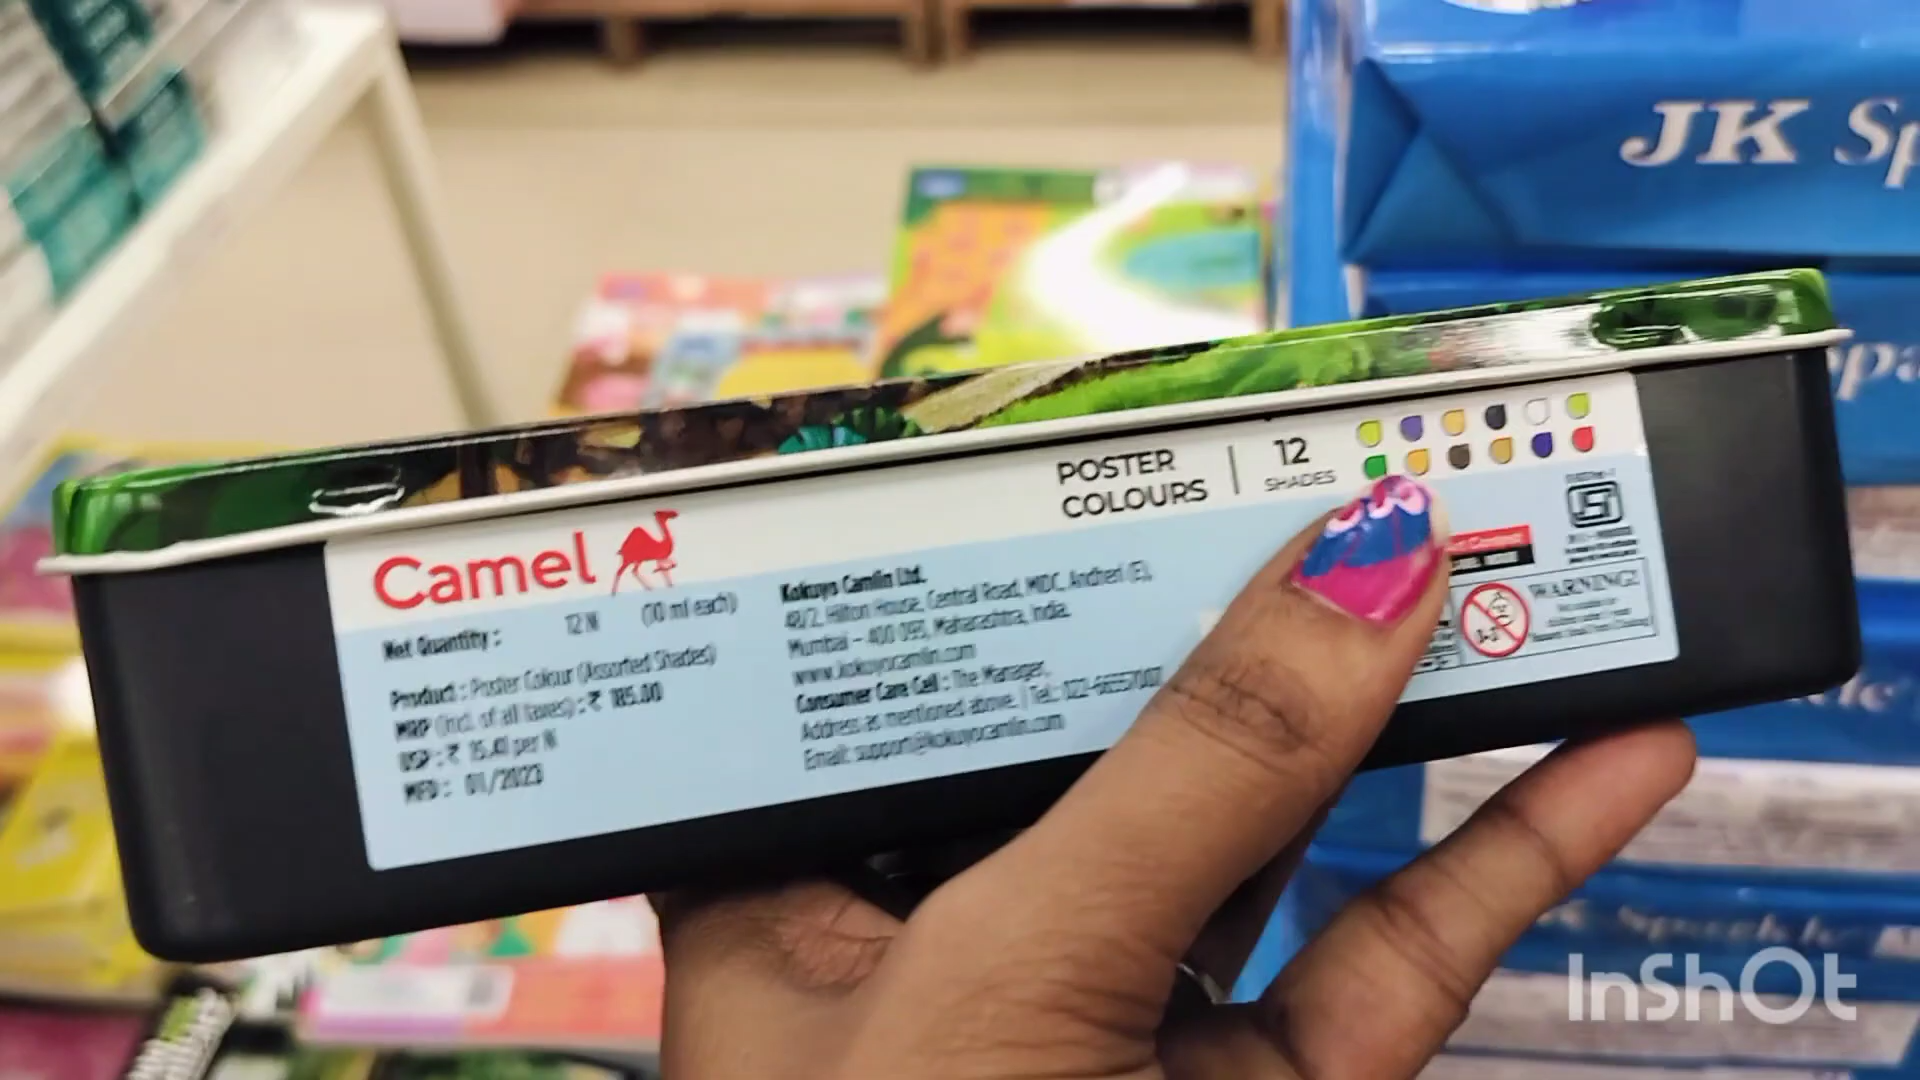 JK Sp
POSTER
COLOURS
12
SHADES
Camel
Net Quantity : 12 N (10 ml each)
Product : Poster Colour (Assorted Shades)
MRP (incl. of all taxes) : ₹ 185.00
USP : ₹ 15.41 per N
MFD : 01/2023
Kokuyo Camlin Ltd.
48/2, Hilton House, Central Road, MIDC, Andheri (E),
Mumbai – 400 093, Maharashtra, India.
www.kokuyocamlin.com
Consumer Care Cell : The Manager,
Address as mentioned above. | Tel.: 022-66557001
Email: support@kokuyocamlin.com
0-3
WARNING!
InShOt